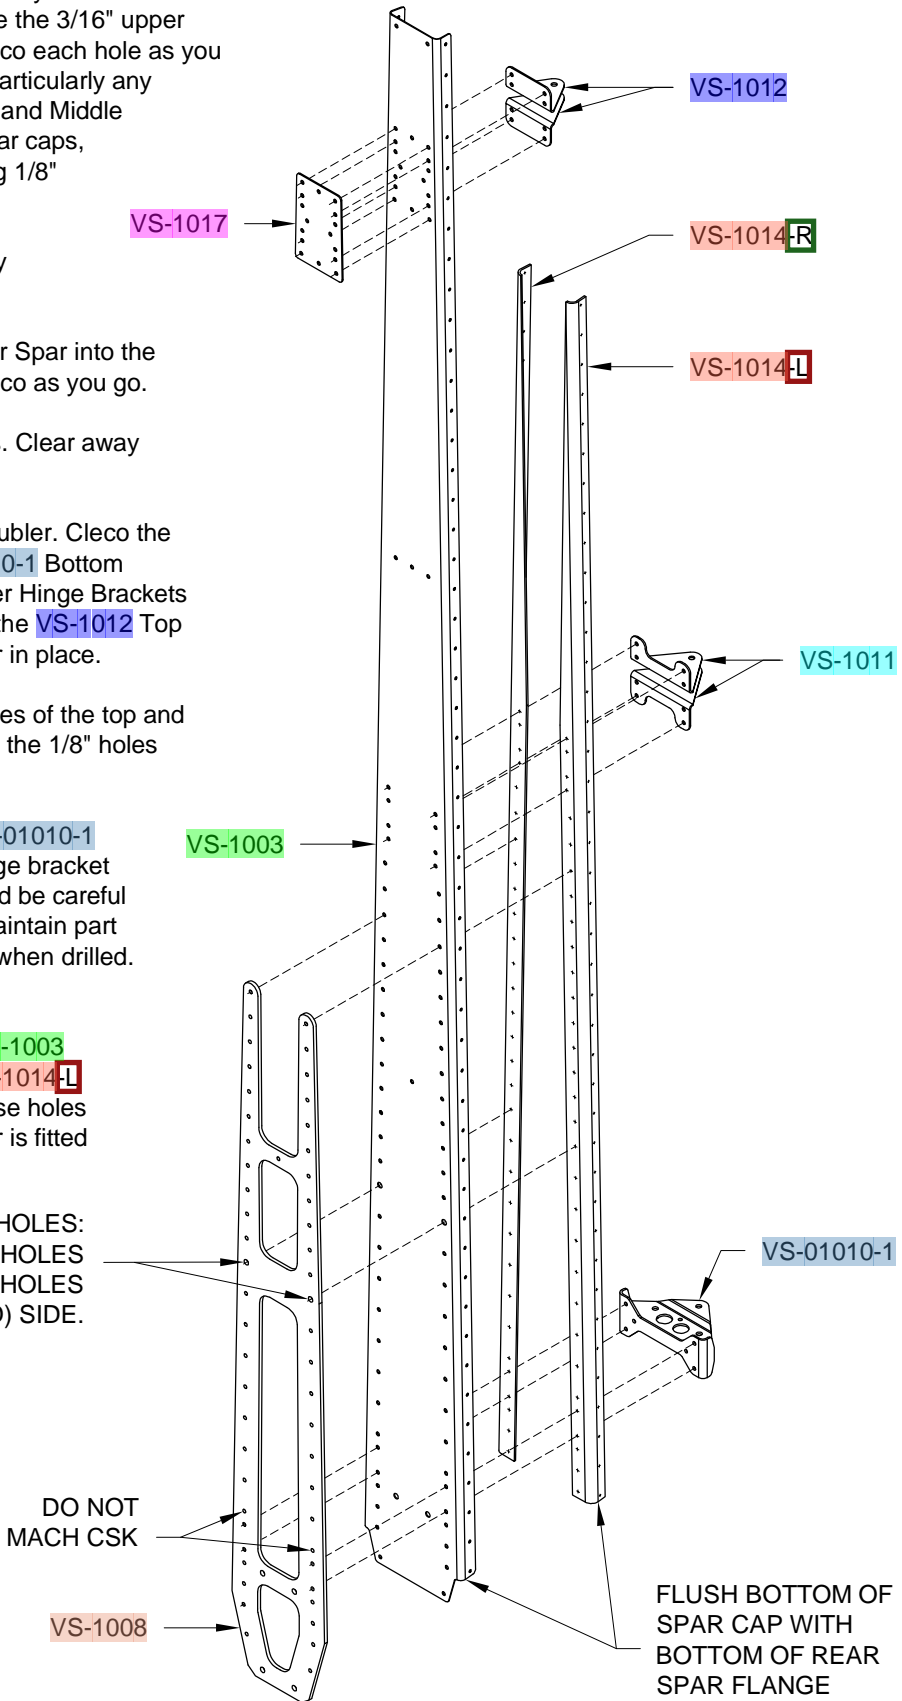 e the 3/16" upper
co each hole as you
articularly any
and Middle
ar caps,
g 1/8"
VS-1012
VS-1017
VS-1014-R
y
r Spar into the
co as you go.
VS-1014-L
. Clear away
ubler. Cleco the
0-1 Bottom
er Hinge Brackets
the VS-1012 Top
r in place.
VS-1011
es of the top and
the 1/8" holes
-01010-1
VS-1003
ge bracket
d be careful
aintain part
when drilled.
-1003
-1014-L
se holes
r is fitted
HOLES:
HOLES
HOLES
) SIDE.
VS-01010-1
DO NOT
MACH CSK
VS-1008
FLUSH BOTTOM OF
SPAR CAP WITH
BOTTOM OF REAR
SPAR FLANGE